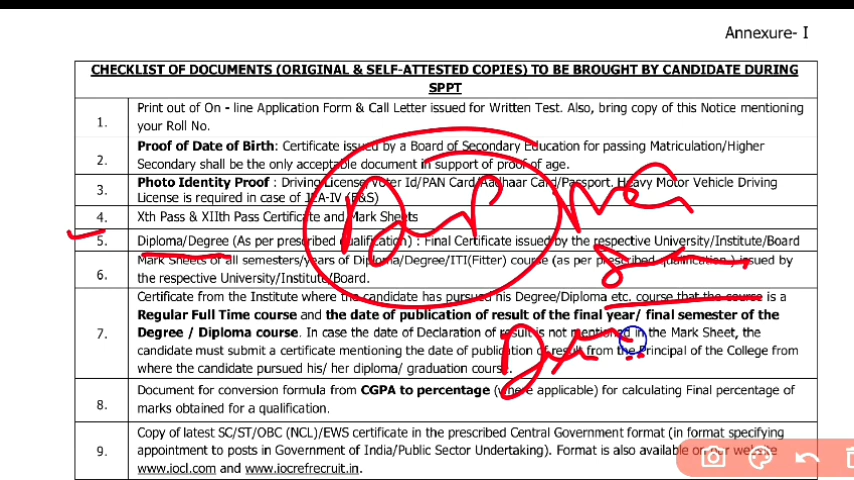 Annexure- I
CHECKLIST OF DOCUMENTS (ORIGINAL & SELF-ATTESTED COPIES) TO BE BROUGHT BY CANDIDATE DURING
SPPT
1. Print out of On - line Application Form & Call Letter issued for Written Test. Also, bring copy of this Notice mentioning
your Roll No.
2. Proof of Date of Birth: Certificate issued by a Board of Secondary Education for passing Matriculation/Higher
Secondary shall be the only acceptable document in support of proof of age.
3. Photo Identity Proof : Driving License/Voter Id/PAN Card/Aadhaar Card/Passport. Heavy Motor Vehicle Driving
License is required in case of JEA-IV (F&S)
4. Xth Pass & XIIth Pass Certificate and Mark Sheets
5. Diploma/Degree (As per prescribed qualification) : Final Certificate issued by the respective University/Institute/Board
6. Mark Sheets of all semesters/years of Diploma/Degree/ITI(Fitter) course (as per prescribed qualification ) issued by
the respective University/Institute/Board.
7. Certificate from the Institute where the candidate has pursued his Degree/Diploma etc. course that the course is a
Regular Full Time course and the date of publication of result of the final year/ final semester of the
Degree / Diploma course. In case the date of Declaration of result is not mentioned in the Mark Sheet, the
candidate must submit a certificate mentioning the date of publication of result from the Principal of the College from
where the candidate pursued his/ her diploma/ graduation course.
8. Document for conversion formula from CGPA to percentage (where applicable) for calculating Final percentage of
marks obtained for a qualification.
9. Copy of latest SC/ST/OBC (NCL)/EWS certificate in the prescribed Central Government format (in format specifying
appointment to posts in Government of India/Public Sector Undertaking). Format is also available on our website
www.iocl.com and www.iocrefrecruit.in.